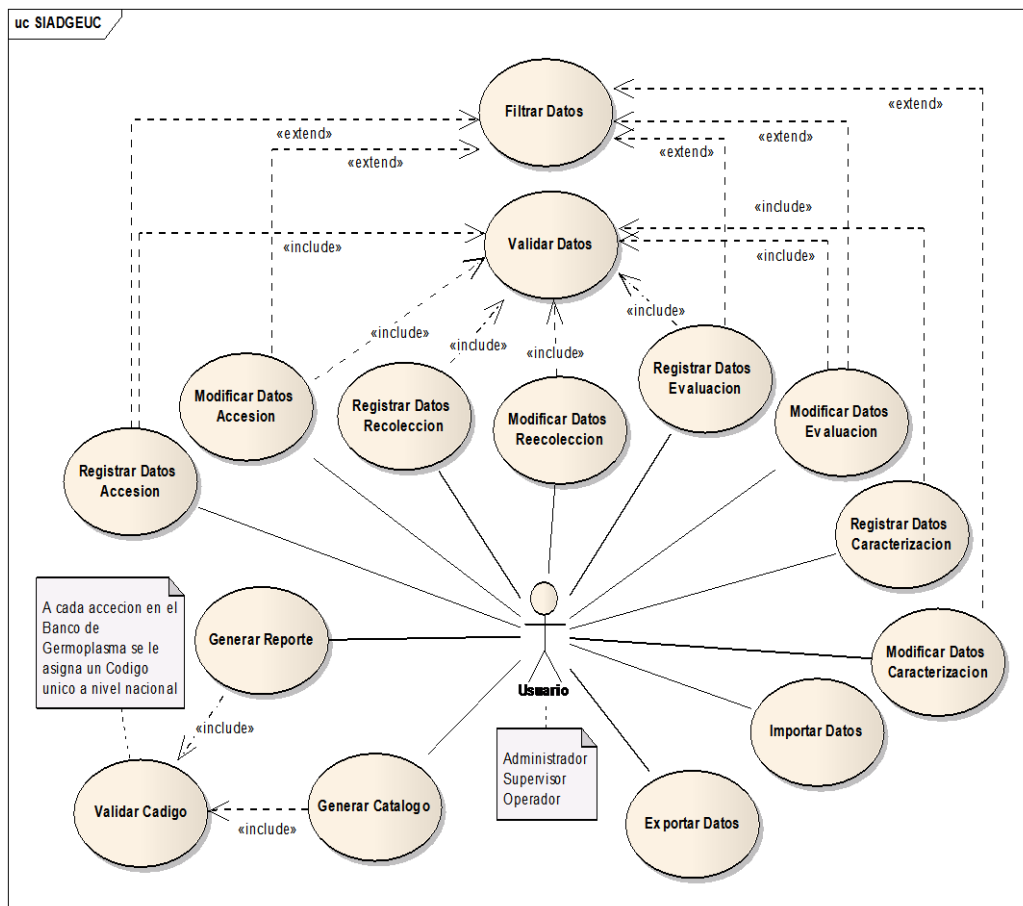 uc SIADGEUC
Filtrar Datos
«extend»
«extend»
«extend»
«extend»
«extend»
Validar Datos
«include»
«include»
«include»
«include»
«include»
«include»
«include»
Registrar Datos
Evaluacion
Modificar Datos
Accesion
Registrar Datos
Recoleccion
Modificar Datos
Reecoleccion
Modificar Datos
Evaluacion
Registrar Datos
Accesion
Registrar Datos
Caracterizacion
A cada accecion en el
Banco de
Germoplasma se le
asigna un Codigo
unico a nivel nacional
Generar Reporte
Modificar Datos
Caracterizacion
Usuario
«include»
Importar Datos
Administrador
Supervisor
Operador
Validar Cadigo
«include»
Generar Catalogo
Exportar Datos